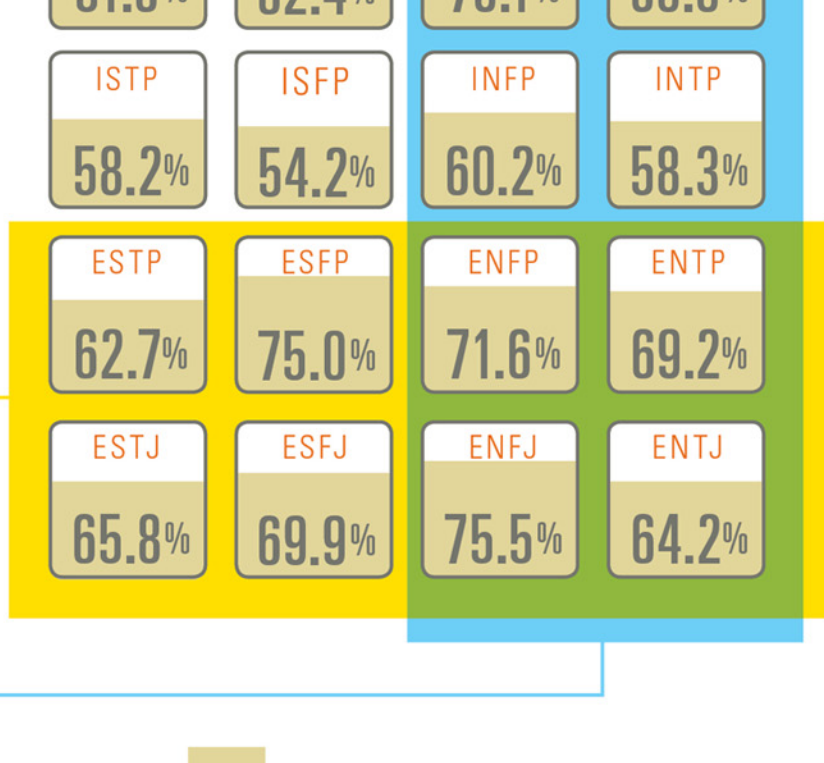 ISTP ISFP INFP INTP
58.2% 54.2% 60.2% 58.3%
ESTP ESFP ENFP ENTP
62.7% 75.0% 71.6% 69.2%
ESTJ ESFJ ENFJ ENTJ
65.8% 69.9% 75.5% 64.2%